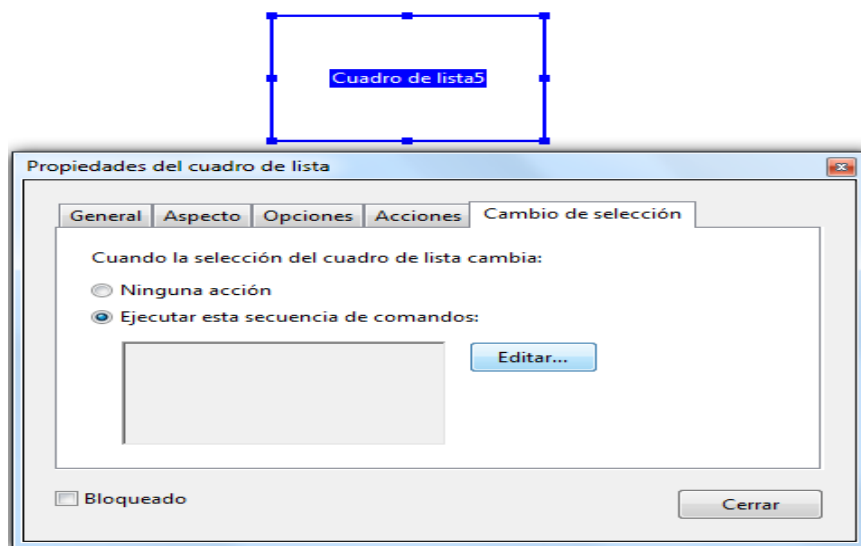 Cuadro de lista5
Propiedades del cuadro de lista
General Aspecto Opciones Acciones Cambio de selección
Cuando la selección del cuadro de lista cambia:
Ninguna acción
Ejecutar esta secuencia de comandos:
Editar...
Bloqueado
Cerrar